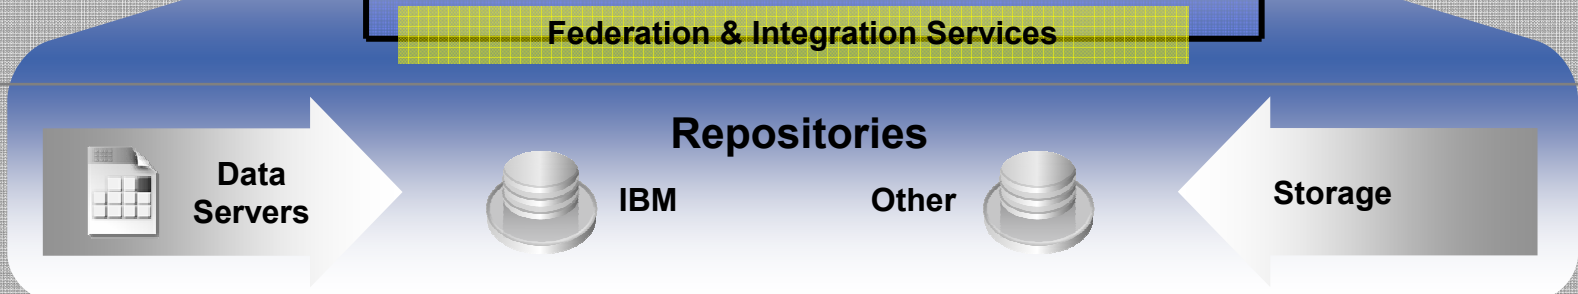 Federation & Integration Services
Repositories
Data
Servers
IBM
Other
Storage